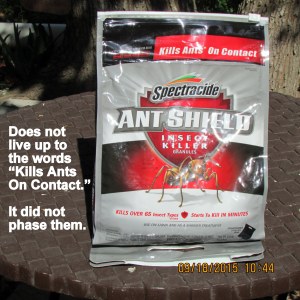 Kills Ants* On Contact
Spectracide
ANT SHIELD
INSECT
KILLER
GRANULES
KILLS OVER 65 Insect Types
Starts To Kill IN MINUTES
Does not
live up to
the words
“Kills Ants
On Contact.”
It did not
phase them.
09/18/2015 10:44